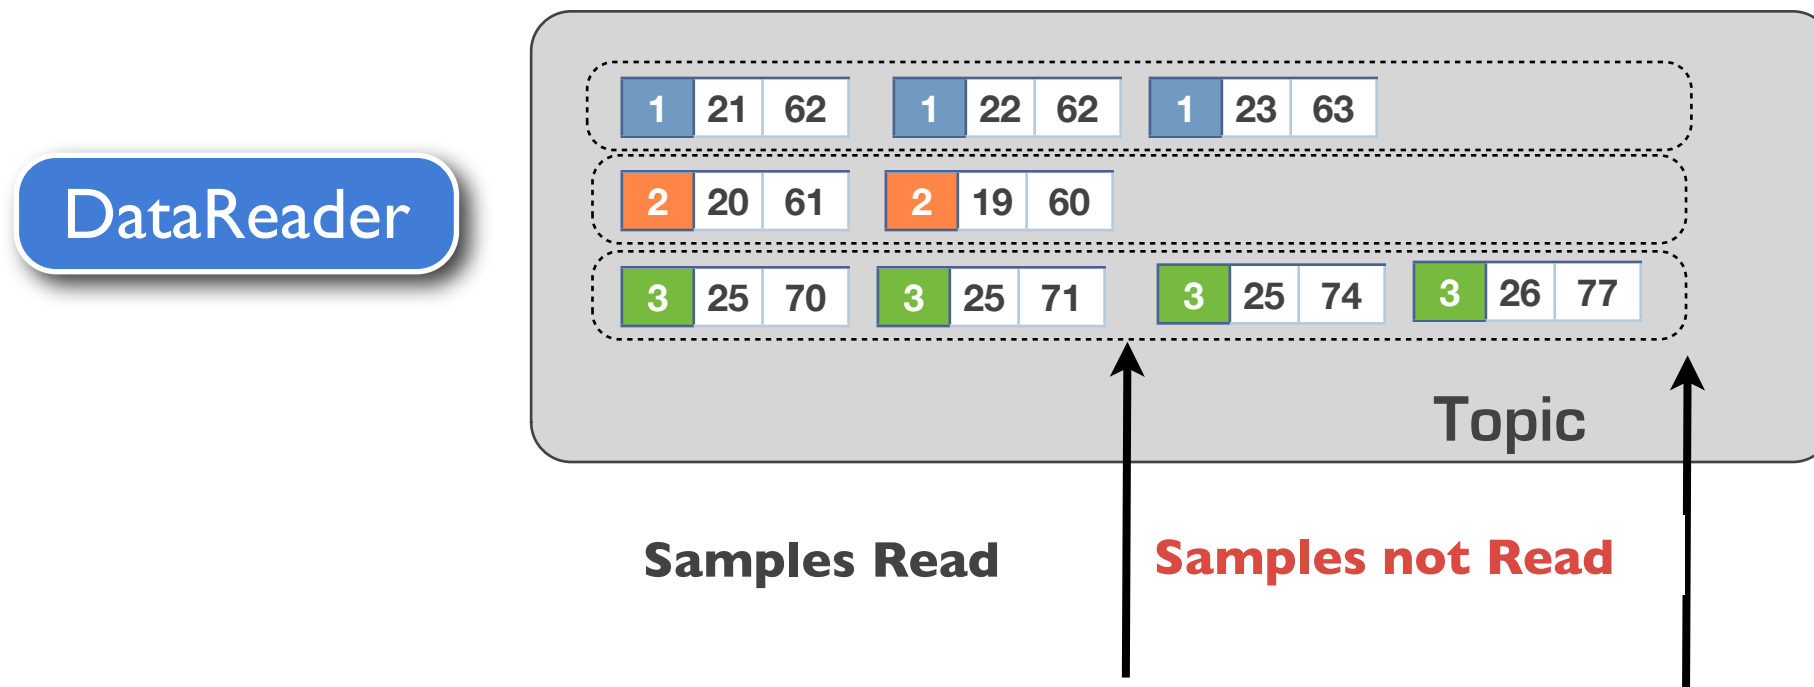 DataReader
1 21 62 1 22 62 1 23 63
2 20 61 2 19 60
3 25 70 3 25 71 3 25 74 3 26 77
Topic
Samples Read Samples not Read